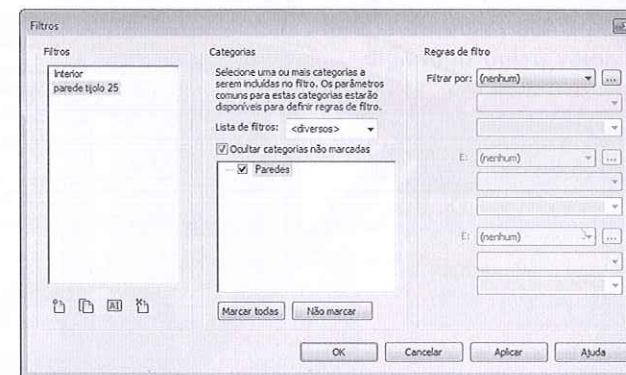 Filtros
Filtros
Interior
parede tijolo 25
Categorias
Selecione uma ou mais categorias a
serem incluídas no filtro. Os parâmetros
comuns para estas categorias estarão
disponíveis para definir regras de filtro.
Lista de filtros: <diversos>
Ocultar categorias não marcadas
Paredes
Marcar todas Não marcar
Regras de filtro
Filtrar por: (nenhum) ...
E: (nenhum) ...
E: (nenhum) ...
OK Cancelar Aplicar Ajuda